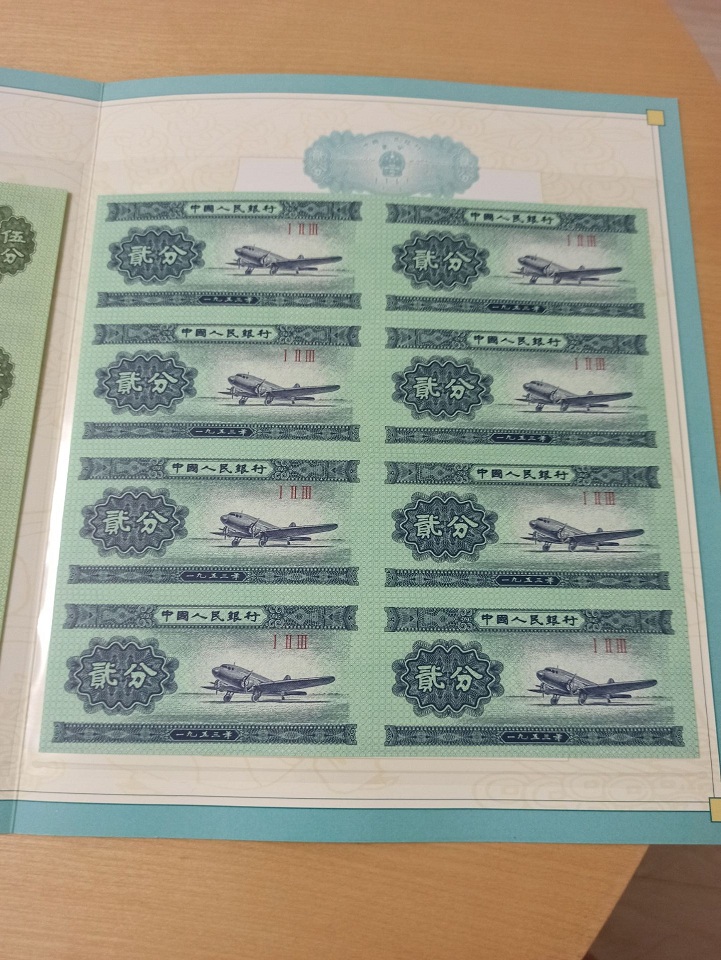 伍
分
中國人民銀行
I II III
貳分
一九五三年
中國人民銀行
I II III
貳分
一九五三年
中國人民銀行
I II III
貳分
一九五三年
中國人民銀行
I II III
貳分
一九五三年
中國人民銀行
I II III
貳分
一九五三年
中國人民銀行
I II III
貳分
一九五三年
中國人民銀行
I II III
貳分
一九五三年
中國人民銀行
I II III
貳分
一九五三年